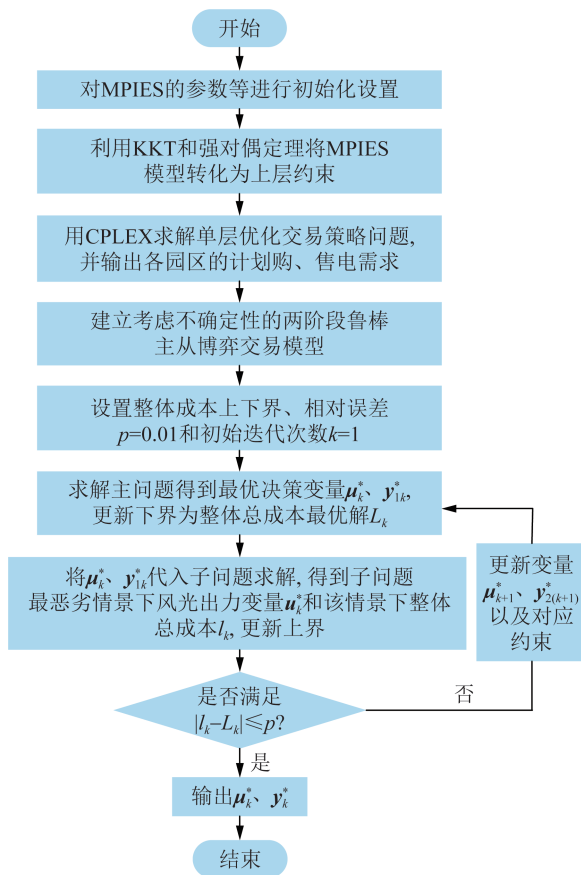 开始
对MPIES的参数等进行初始化设置
利用KKT和强对偶定理将MPIES
模型转化为上层约束
用CPLEX求解单层优化交易策略问题,
并输出各园区的计划购、售电需求
建立考虑不确定性的两阶段鲁棒
主从博弈交易模型
设置整体成本上下界、相对误差
p=0.01和初始迭代次数k=1
求解主问题得到最优决策变量μ*ₖ、y*₁ₖ,
更新下界为整体总成本最优解Lₖ
将μ*ₖ、y*₁ₖ代入子问题求解, 得到子问题
最恶劣情景下风光出力变量u*ₖ和该情景下整体
总成本lₖ, 更新上界
更新变量
μ*ₖ₊₁、y*₂₍ₖ₊₁₎
以及对应
约束
是否满足
|lₖ−Lₖ|≤p?
否
是
输出μ*ₖ、y*ₖ
结束